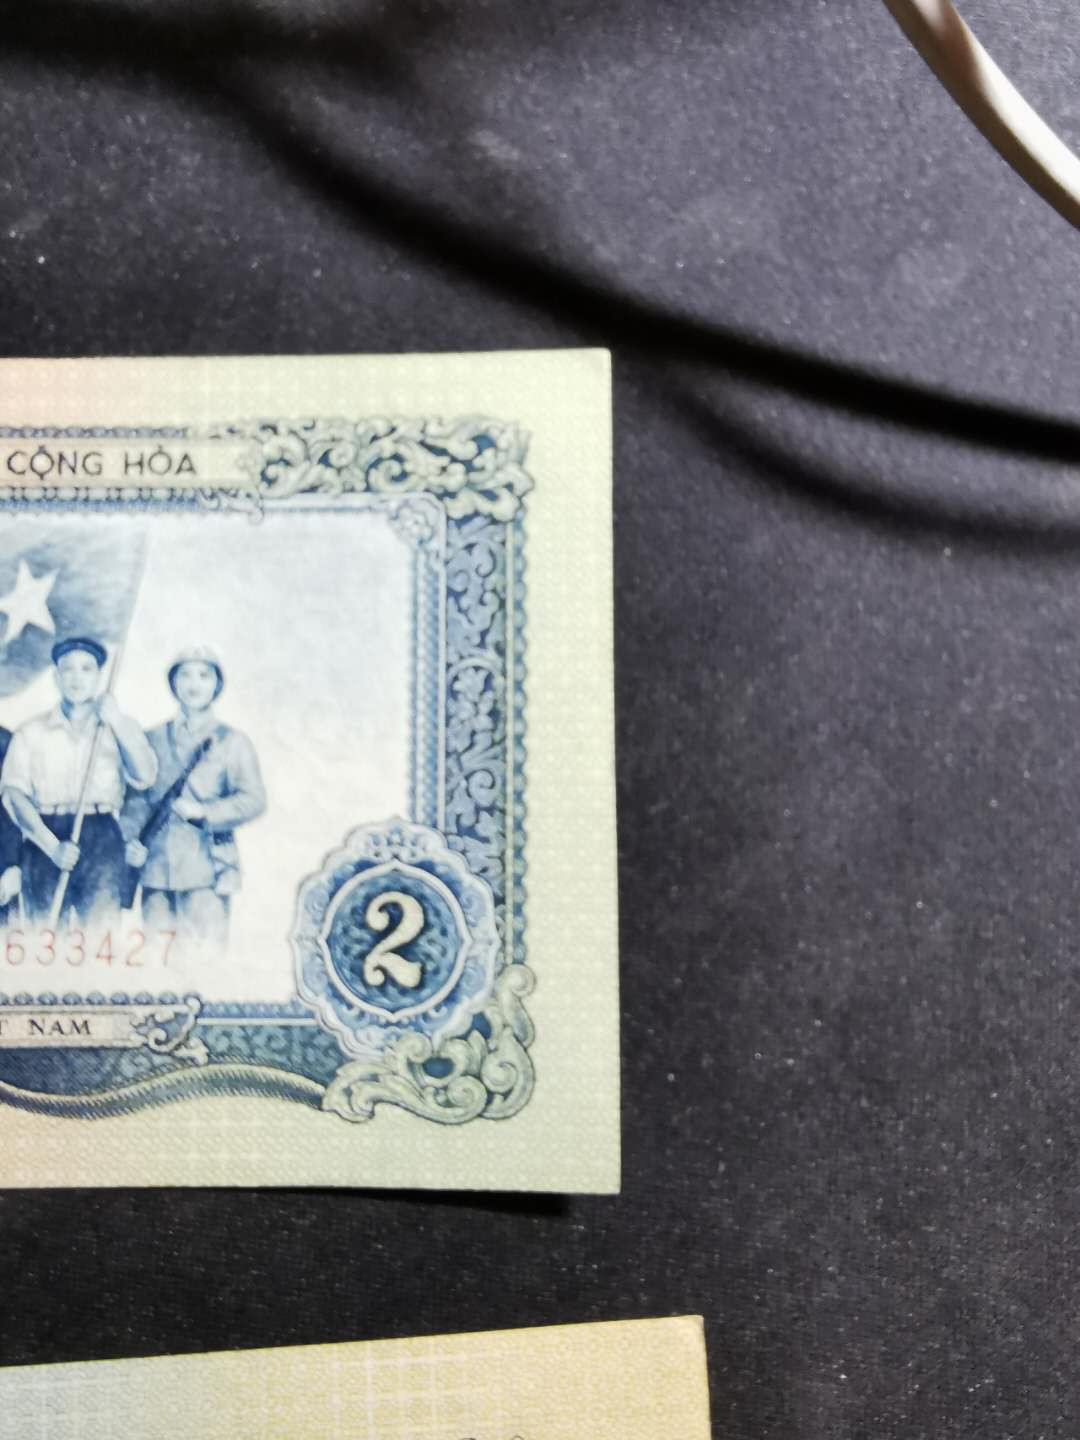 CỘNG HÒA
2
633427
T NAM